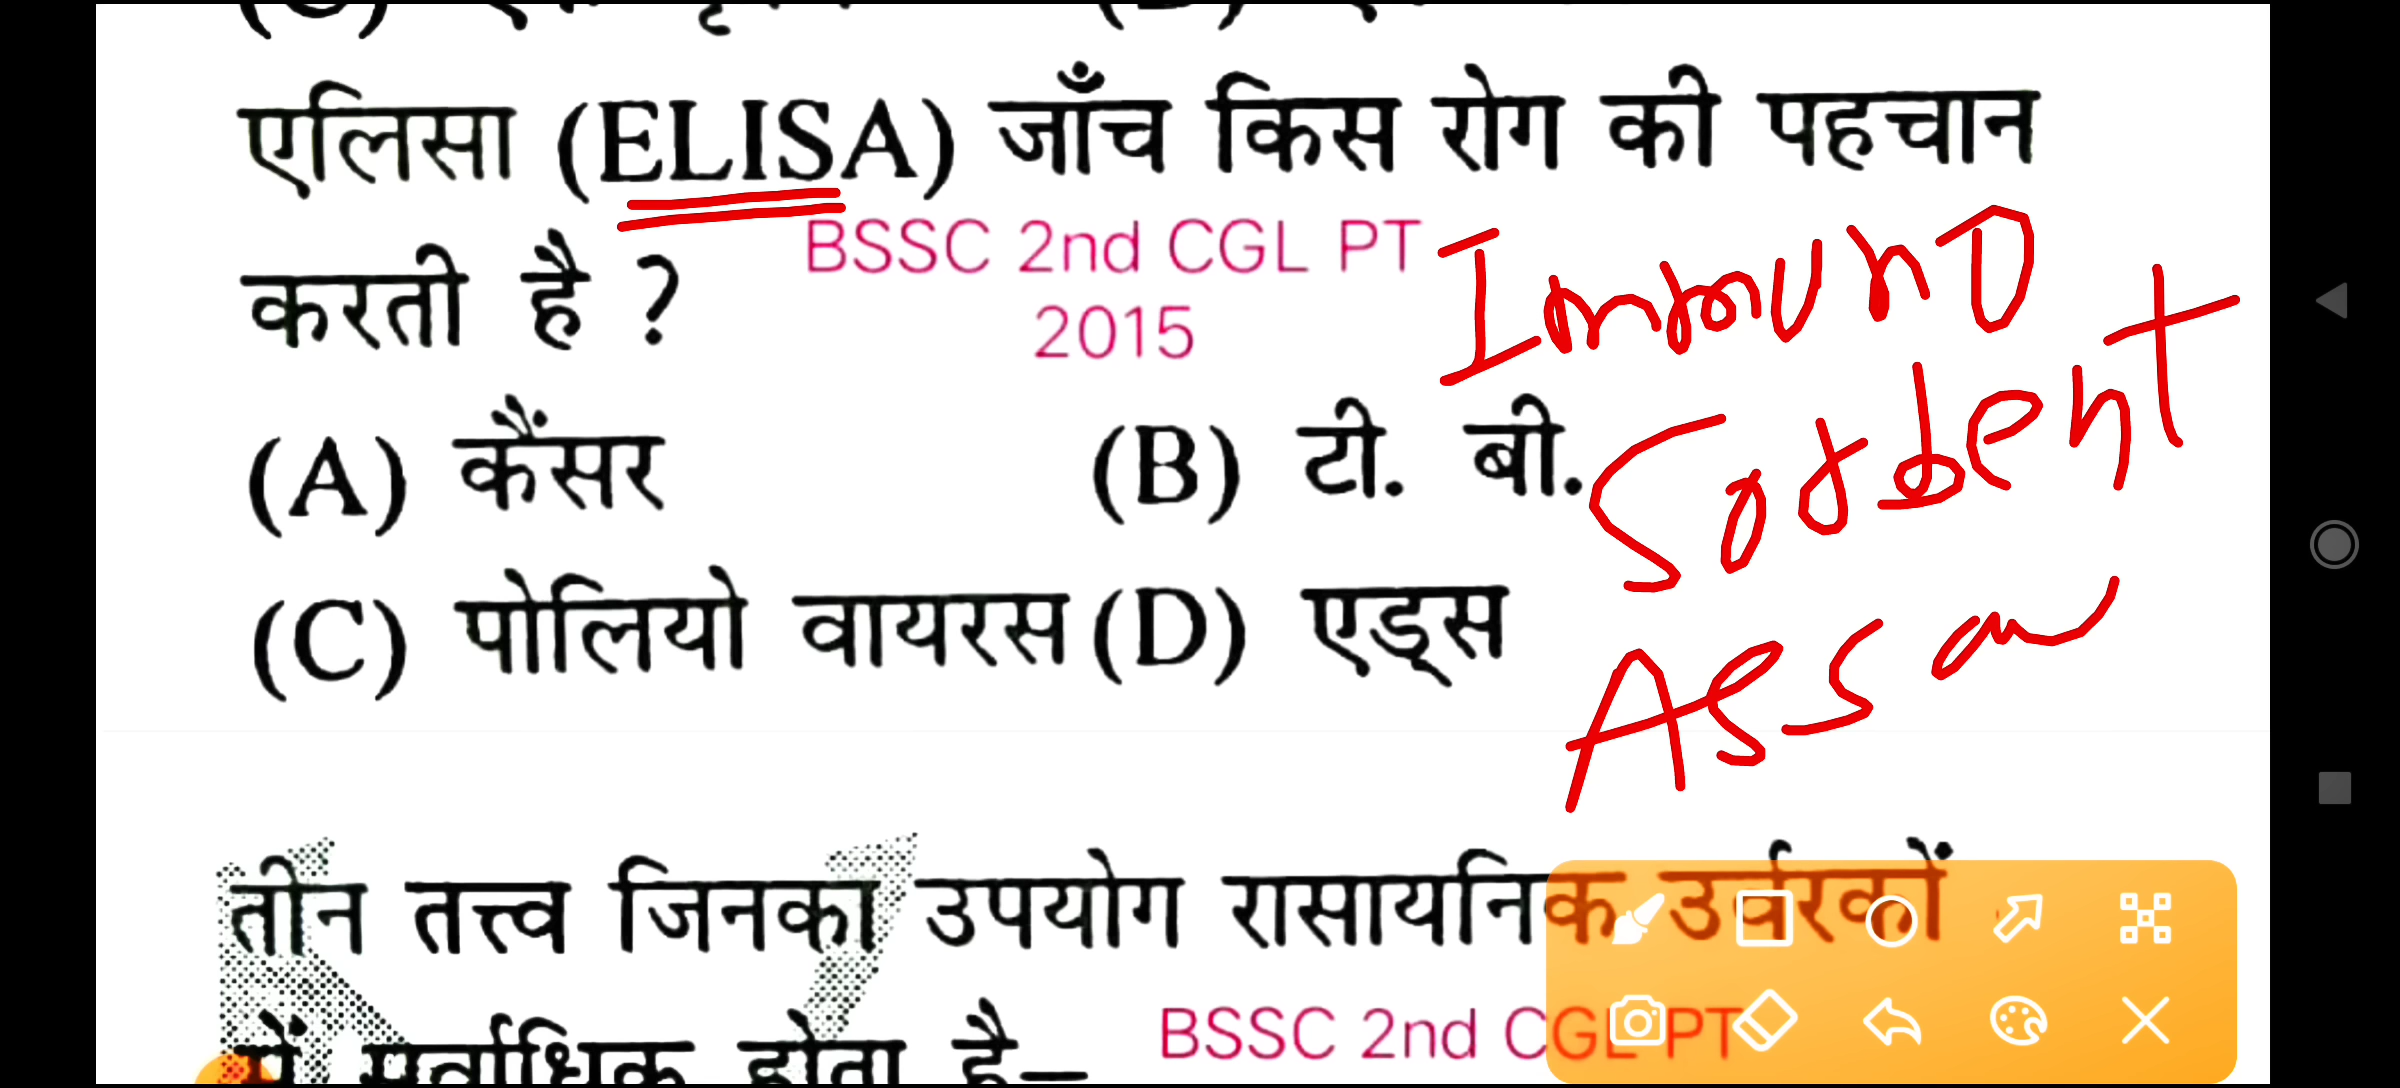 एलिसा (ELISA) जाँच किस रोग की पहचान
करती है ?
BSSC 2nd CGL PT
2015
Immuno
Sorbent
(A) कैंसर
(B) टी. बी.
(C) पोलियो वायरस (D) एड्स
तीन तत्त्व जिनका उपयोग रासायनिक उर्वरकों
में सर्वाधिक होता है—
BSSC 2nd CGL PT